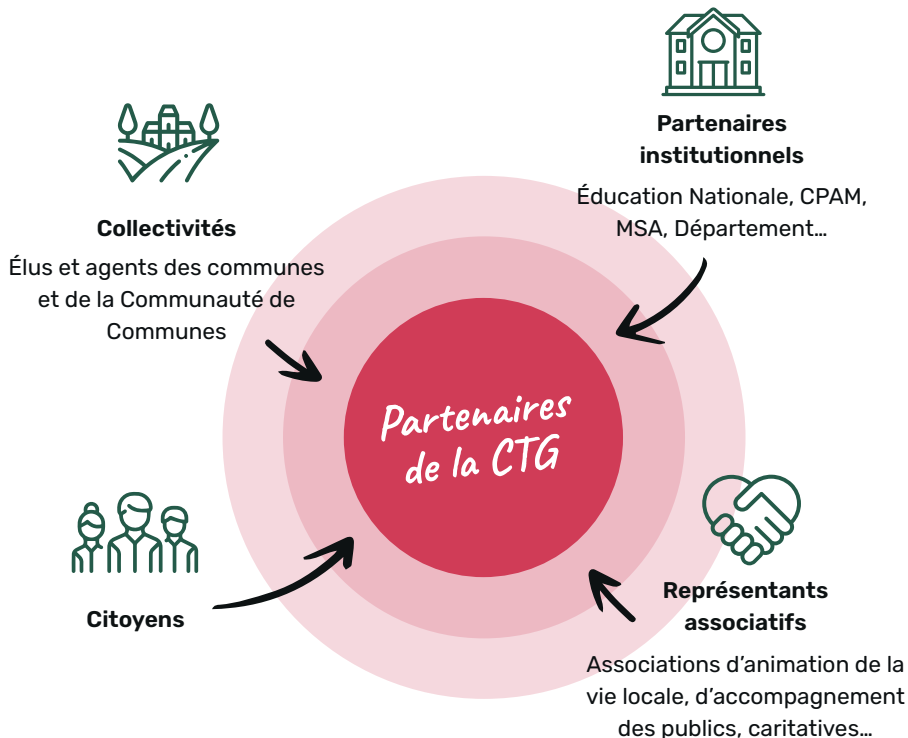 Partenaires
institutionnels
Éducation Nationale, CPAM,
MSA, Département…
Collectivités
Élus et agents des communes
et de la Communauté de
Communes
Partenaires
de la CTG
Citoyens
Représentants
associatifs
Associations d’animation de la
vie locale, d’accompagnement
des publics, caritatives…